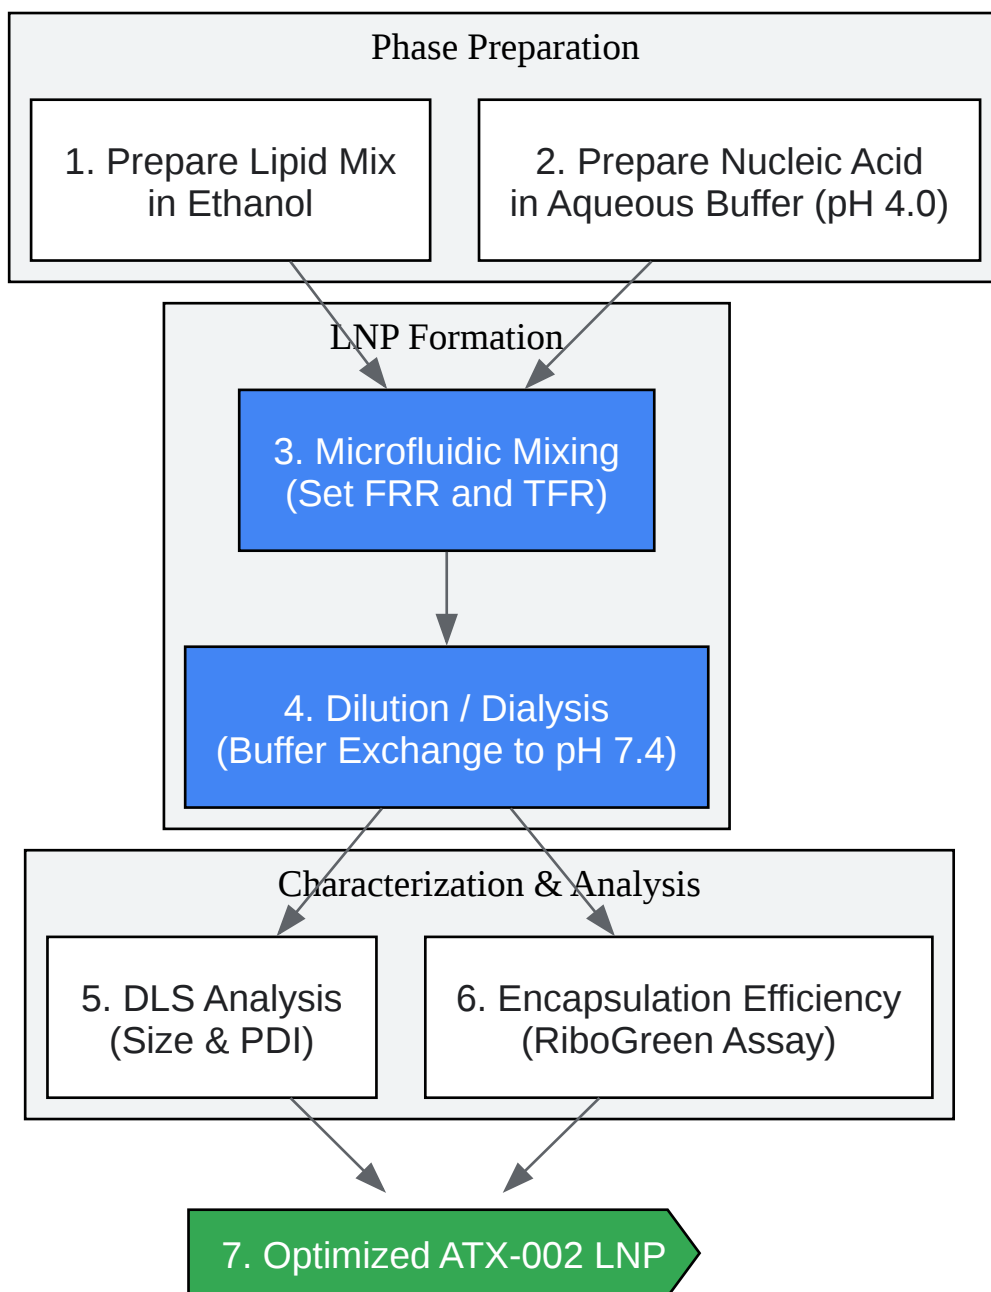 Phase Preparation
1. Prepare Lipid Mix
in Ethanol
2. Prepare Nucleic Acid
in Aqueous Buffer (pH 4.0)
LNP Formation
3. Microfluidic Mixing
(Set FRR and TFR)
4. Dilution / Dialysis
(Buffer Exchange to pH 7.4)
Characterization & Analysis
5. DLS Analysis
(Size & PDI)
6. Encapsulation Efficiency
(RiboGreen Assay)
7. Optimized ATX-002 LNP